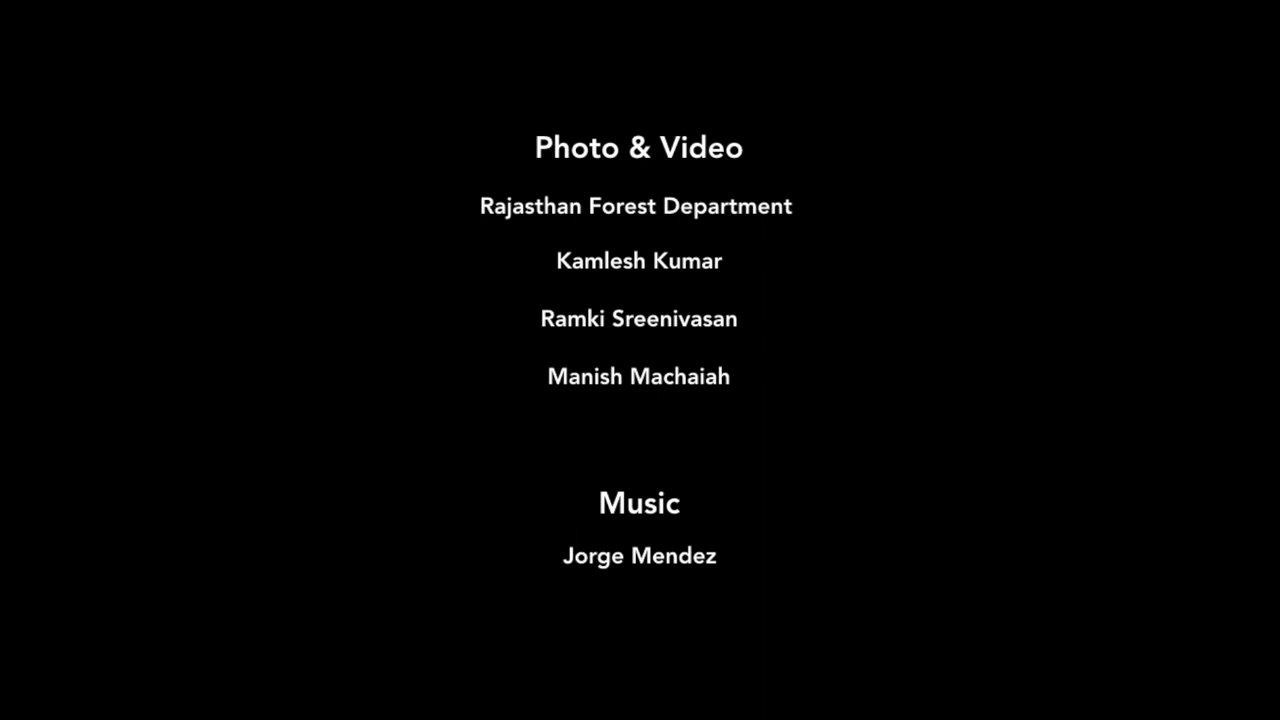 Photo & Video
Rajasthan Forest Department
Kamlesh Kumar
Ramki Sreenivasan
Manish Machaiah
Music
Jorge Mendez